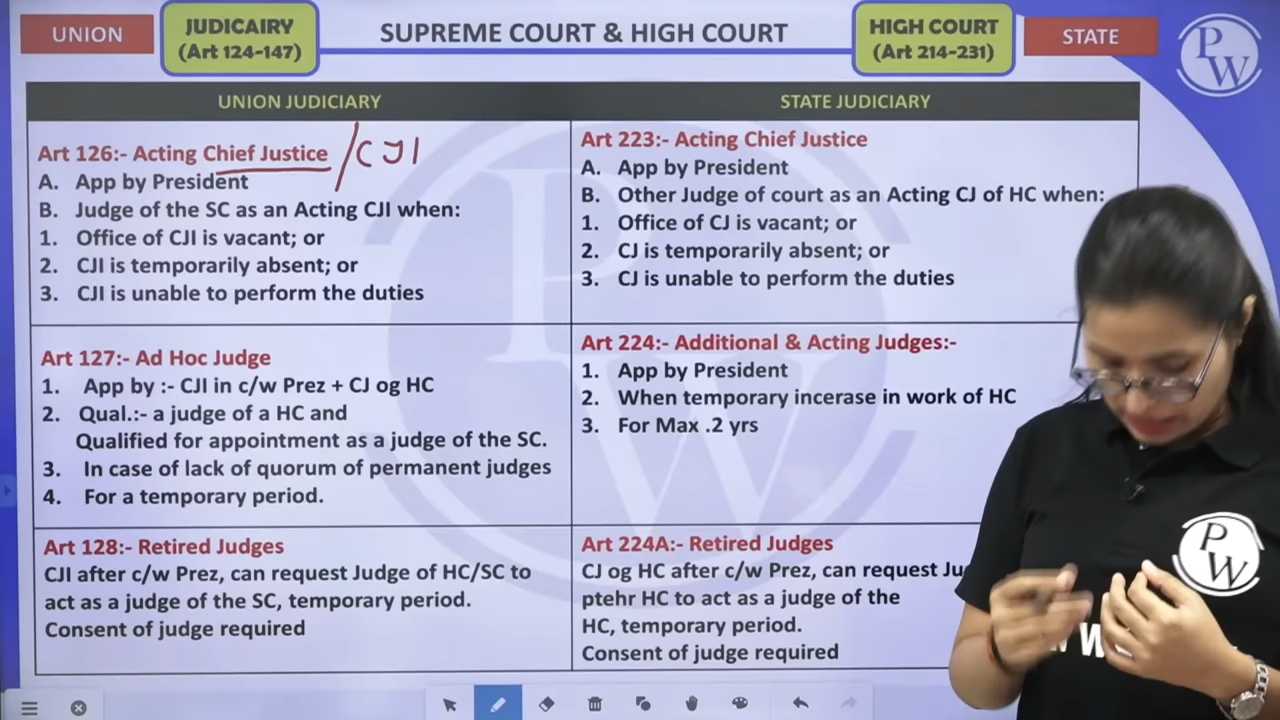 UNION
JUDICAIRY
(Art 124-147)
SUPREME COURT & HIGH COURT
HIGH COURT
(Art 214-231)
STATE
PW
UNION JUDICIARY
STATE JUDICIARY
Art 126:- Acting Chief Justice /CJI
A. App by President
B. Judge of the SC as an Acting CJI when:
1. Office of CJI is vacant; or
2. CJI is temporarily absent; or
3. CJI is unable to perform the duties
Art 223:- Acting Chief Justice
A. App by President
B. Other Judge of court as an Acting CJ of HC when:
1. Office of CJ is vacant; or
2. CJ is temporarily absent; or
3. CJ is unable to perform the duties
Art 127:- Ad Hoc Judge
1. App by :- CJI in c/w Prez + CJ og HC
2. Qual.:- a judge of a HC and
Qualified for appointment as a judge of the SC.
3. In case of lack of quorum of permanent judges
4. For a temporary period.
Art 224:- Additional & Acting Judges:-
1. App by President
2. When temporary incerase in work of HC
3. For Max .2 yrs
Art 128:- Retired Judges
CJI after c/w Prez, can request Judge of HC/SC to
act as a judge of the SC, temporary period.
Consent of judge required
Art 224A:- Retired Judges
CJ og HC after c/w Prez, can request Ju
ptehr HC to act as a judge of the
HC, temporary period.
Consent of judge required
PW
PW
W